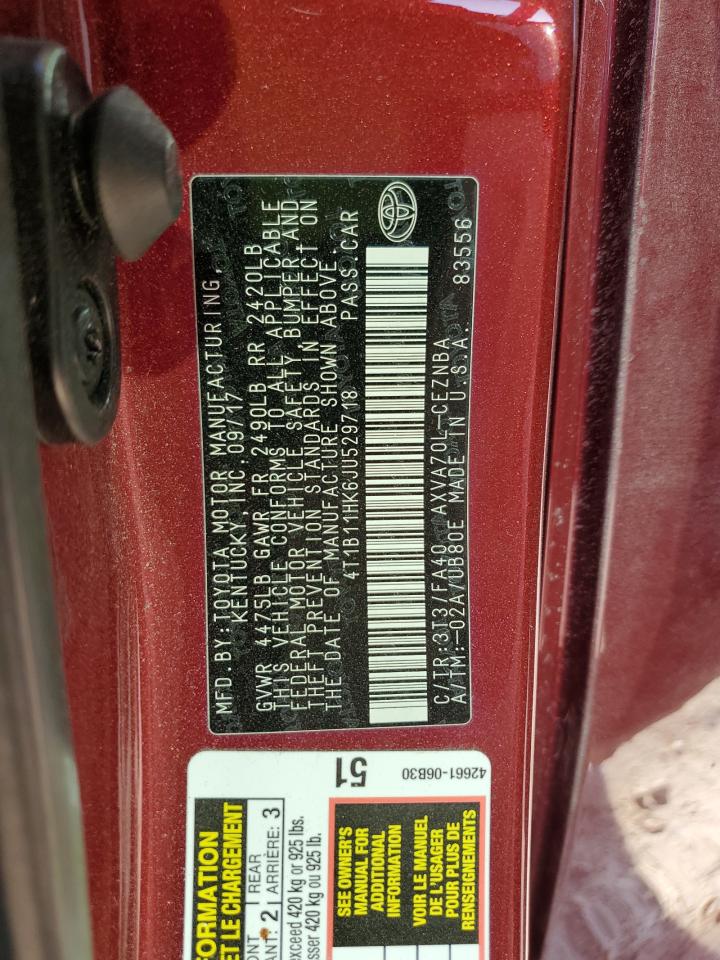 MFD.BY:TOYOTA MOTOR MANUFACTURING,
KENTUCKY,INC. 09/17
GVWR 4475LB GAWR FR 2490LB RR 2420LB
THIS VEHICLE CONFORMS TO ALL APPLICABLE
FEDERAL MOTOR VEHICLE SAFETY, BUMPER AND
THEFT PREVENTION STANDARDS IN EFFECT ON
THE DATE OF MANUFACTURE SHOWN ABOVE.
4T1B11HK6JU529718 PASS.CAR
C/TR:3T3/FA40 AXVA70L-CEZNBA
A/TM:-02A/UB80E MADE IN U.S.A. 83556
51
42661-06B30
FORMATION
ET LE CHARGEMENT
ONT 2 REAR 3
ANT: ARRIÈRE:
exceed 420 kg or 925 lbs.
sser 420 kg ou 925 lb.
SEE OWNER'S
MANUAL FOR
ADDITIONAL
INFORMATION
VOIR LE MANUEL
DE L'USAGER
POUR PLUS DE
RENSEIGNEMENTS